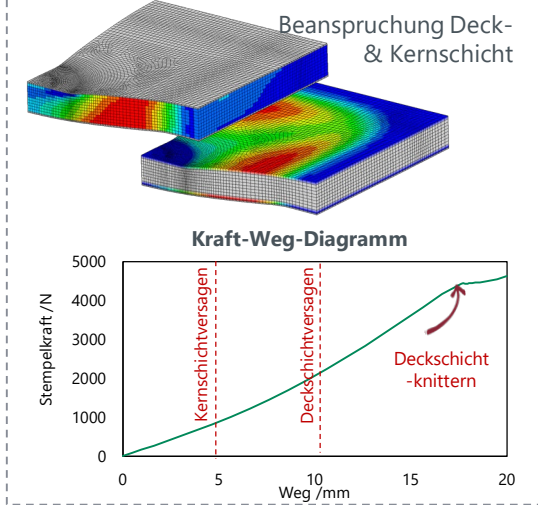 Beanspruchung Deck-
& Kernschicht
Kraft-Weg-Diagramm
Stempelkraft /N
5000
4000
3000
2000
1000
0
Kernschichtversagen
Deckschichtversagen
Deckschicht
-knittern
0
5
10
15
20
Weg /mm